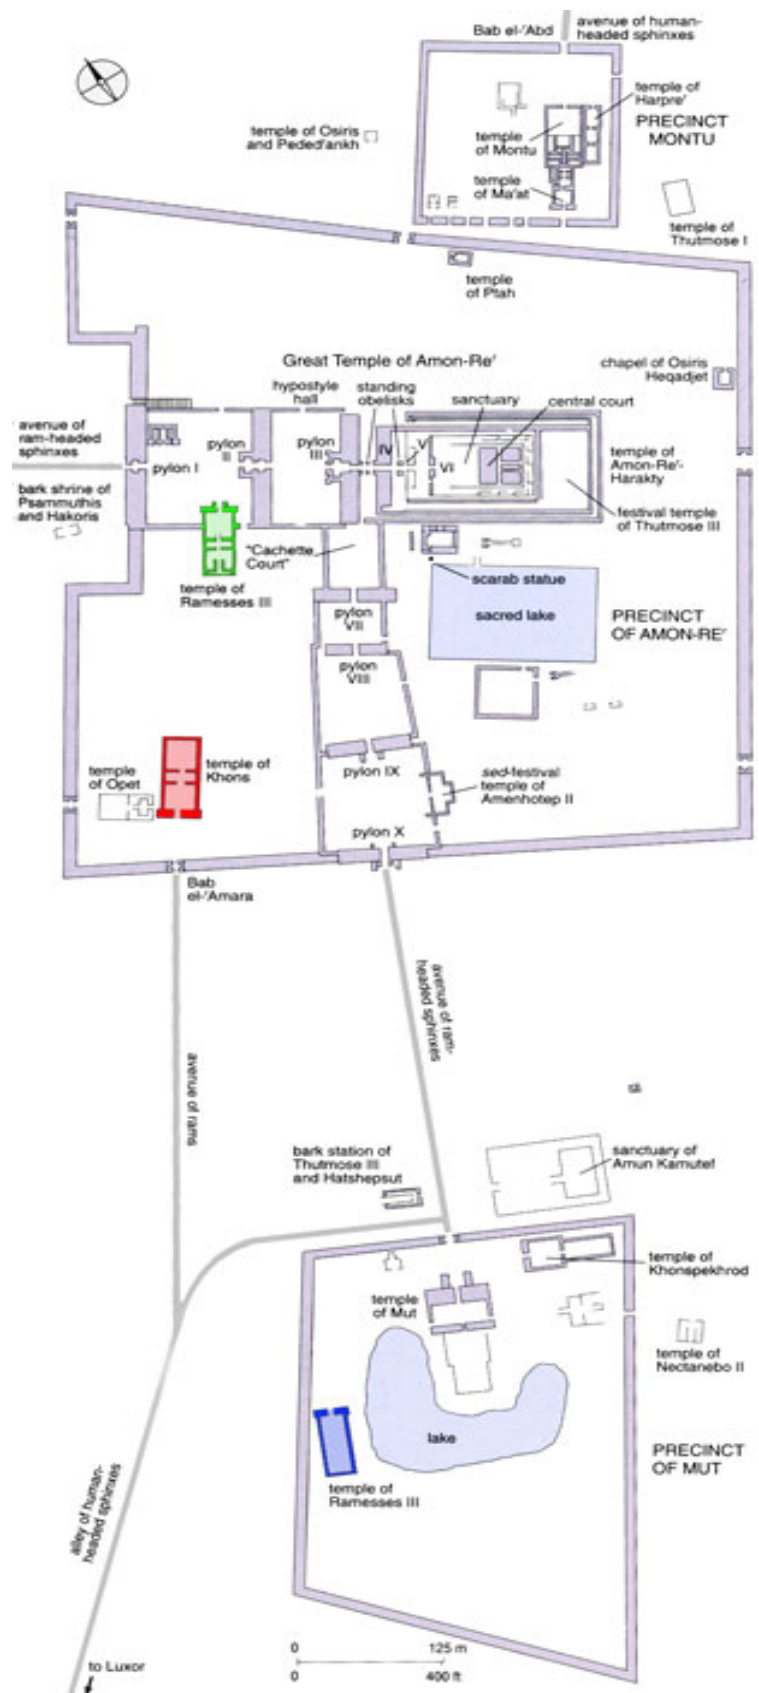 Bab el-'Abd
avenue of human-
headed sphinxes
temple of
Harpre'
PRECINCT
MONTU
temple of Osiris
and Peded'ankh
temple
of Montu
temple
of Ma'at
temple of
Thutmose I
temple
of Ptah
Great Temple of Amon-Re'
chapel of Osiris
Heqadjet
hypostyle
hall
standing
obelisks
sanctuary
central court
avenue of
ram-headed
sphinxes
pylon I
pylon
II
pylon
III
IV
V
VI
temple of
Amon-Re'-
Harakty
festival temple
of Thutmose III
bark shrine of
Psammuthis
and Hakoris
"Cachette
Court"
temple of
Ramesses III
scarab statue
sacred lake
PRECINCT
OF AMON-RE'
pylon
VII
pylon
VIII
temple
of Opet
temple of
Khons
pylon IX
sed-festival
temple of
Amenhotep II
pylon X
Bab
el-'Amara
avenue of ram-
headed sphinxes
avenue of rams
bark station of
Thutmose III
and Hatshepsut
sanctuary of
Amun Kamutef
temple of
Khonspekhrod
temple
of Mut
temple of
Nectanebo II
lake
PRECINCT
OF MUT
temple of
Ramesses III
alley of human-
headed sphinxes
0 125 m
0 400 ft
to Luxor